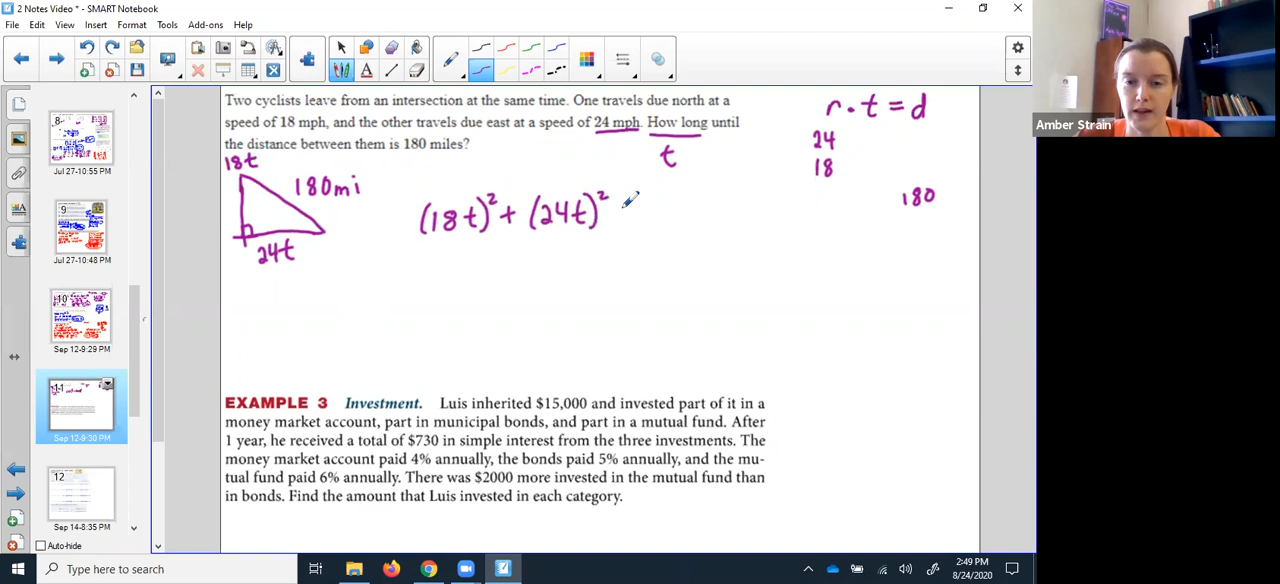 2 Notes Video * - SMART Notebook
File Edit View Insert Format Tools Add-ons Help
Amber Strain
8
Jul 27-10:55 PM
9
Jul 27-10:48 PM
10
Sep 12-9:29 PM
11
Sep 12-9:30 PM
12
Sep 14-8:35 PM
Auto-hide
Two cyclists leave from an intersection at the same time. One travels due north at a
speed of 18 mph, and the other travels due east at a speed of 24 mph. How long until
the distance between them is 180 miles?
r · t = d
24
18
180
t
18t
180mi
24t
(18t)² + (24t)²
EXAMPLE 3 Investment. Luis inherited $15,000 and invested part of it in a
money market account, part in municipal bonds, and part in a mutual fund. After
1 year, he received a total of $730 in simple interest from the three investments. The
money market account paid 4% annually, the bonds paid 5% annually, and the mu-
tual fund paid 6% annually. There was $2000 more invested in the mutual fund than
in bonds. Find the amount that Luis invested in each category.
Type here to search
2:49 PM
8/24/2020